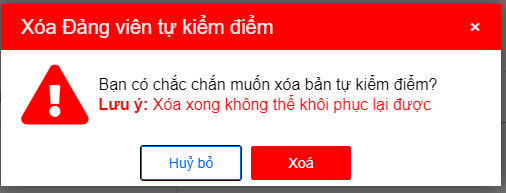 Xóa Đảng viên tự kiểm điểm ×
Bạn có chắc chắn muốn xóa bản tự kiểm điểm?
Lưu ý: Xóa xong không thể khôi phục lại được
Huỷ bỏ Xoá